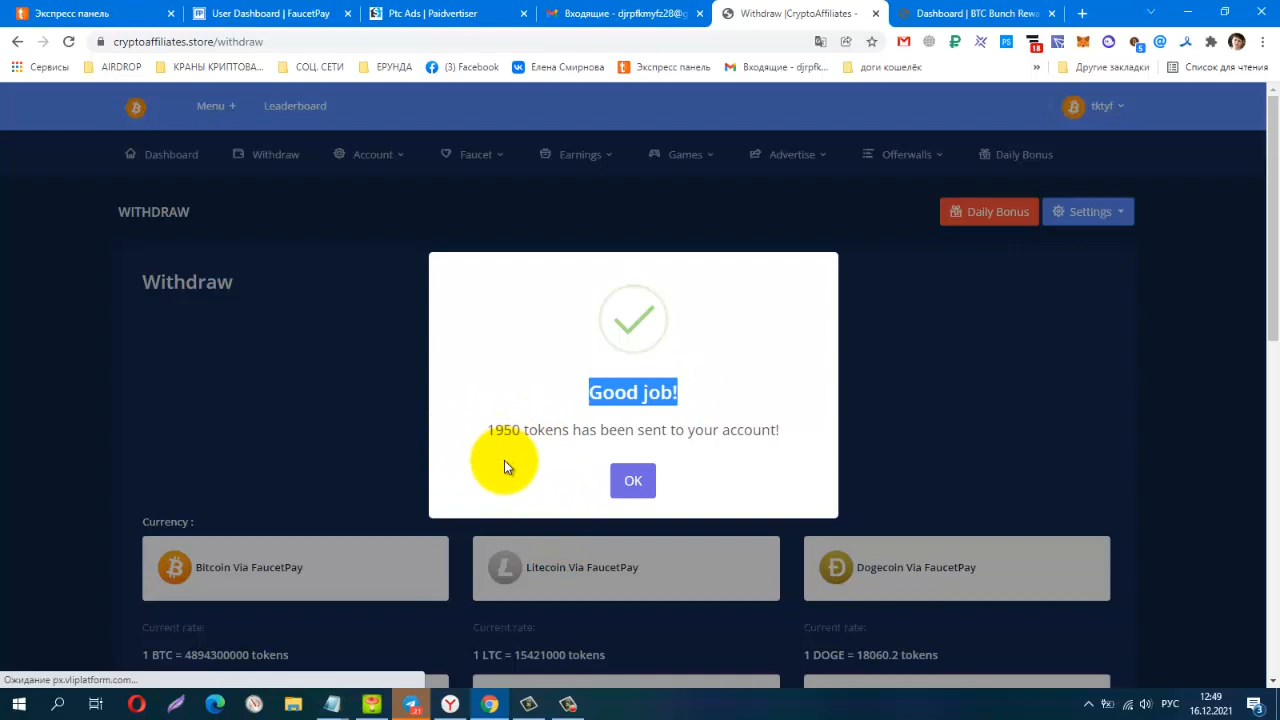 Экспресс панель
User Dashboard | FaucetPay
Ptc Ads | Paidvertiser
Входящие - djrpfkmyfz28@g
Withdraw |CryptoAffiliates -
Dashboard | BTC Bunch Rewa
cryptoaffiliates.store/withdraw
18
5
Сервисы
AIRDROP
КРАНЫ КРИПТОВА...
СОЦ. СЕТИ
ЕРУНДА
(3) Facebook
Елена Смирнова
Экспресс панель
Входящие - djrpfk...
доги кошелёк
»
Другие закладки
Список для чтения
Menu +
Leaderboard
tktyf
Dashboard
Withdraw
Account
Faucet
Earnings
Games
Advertise
Offerwalls
Daily Bonus
WITHDRAW
Daily Bonus
Settings
Withdraw
Good job!
1950 tokens has been sent to your account!
OK
Currency :
Bitcoin Via FaucetPay
Litecoin Via FaucetPay
Dogecoin Via FaucetPay
Current rate:
Current rate:
Current rate:
1 BTC = 4894300000 tokens
1 LTC = 15421000 tokens
1 DOGE = 18060.2 tokens
Ожидание px.vliplatform.com...
21
РУС
12:49
16.12.2021
3